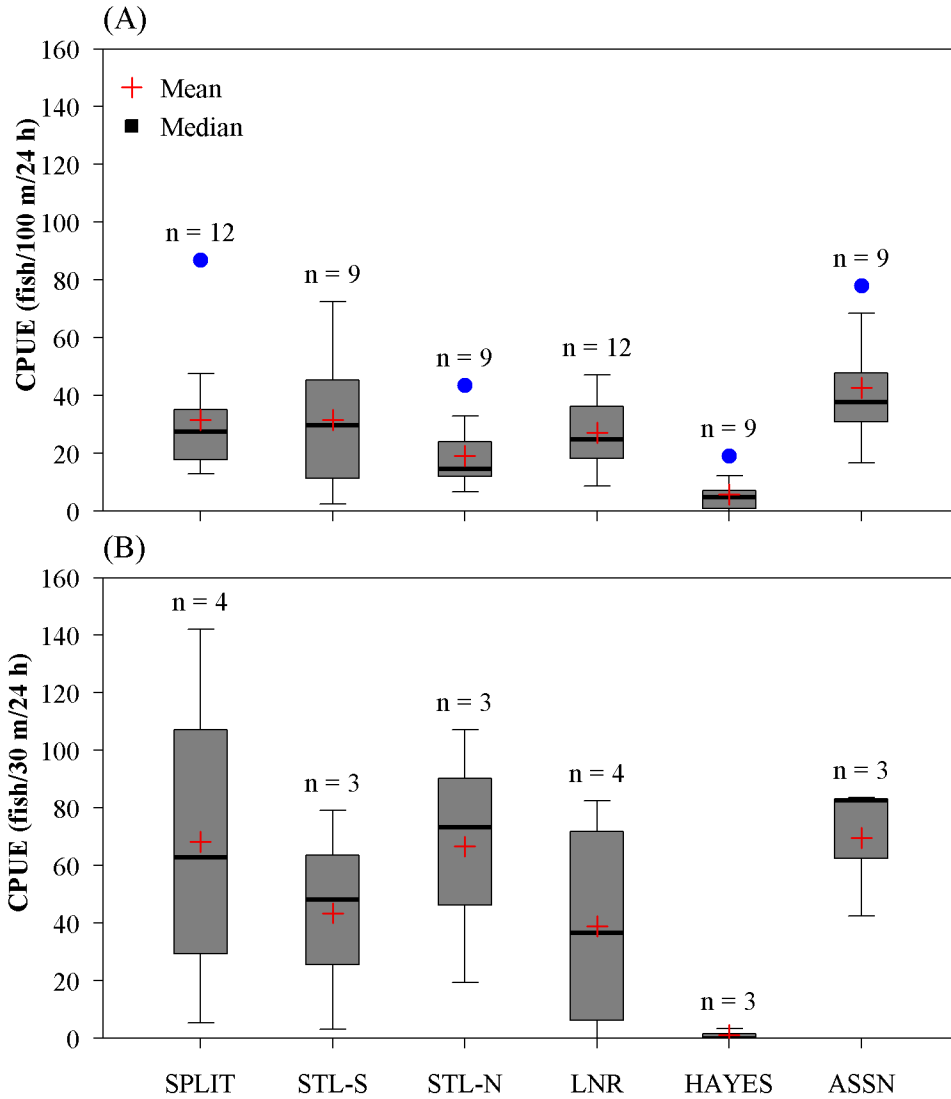 (A)
160
140
120
100
80
60
40
20
0
CPUE (fish/100 m/24 h)
Mean
Median
n = 12
n = 9
n = 9
n = 12
n = 9
n = 9
(B)
160
140
120
100
80
60
40
20
0
CPUE (fish/30 m/24 h)
n = 4
n = 3
n = 3
n = 4
n = 3
n = 3
SPLIT STL-S STL-N LNR HAYES ASSN